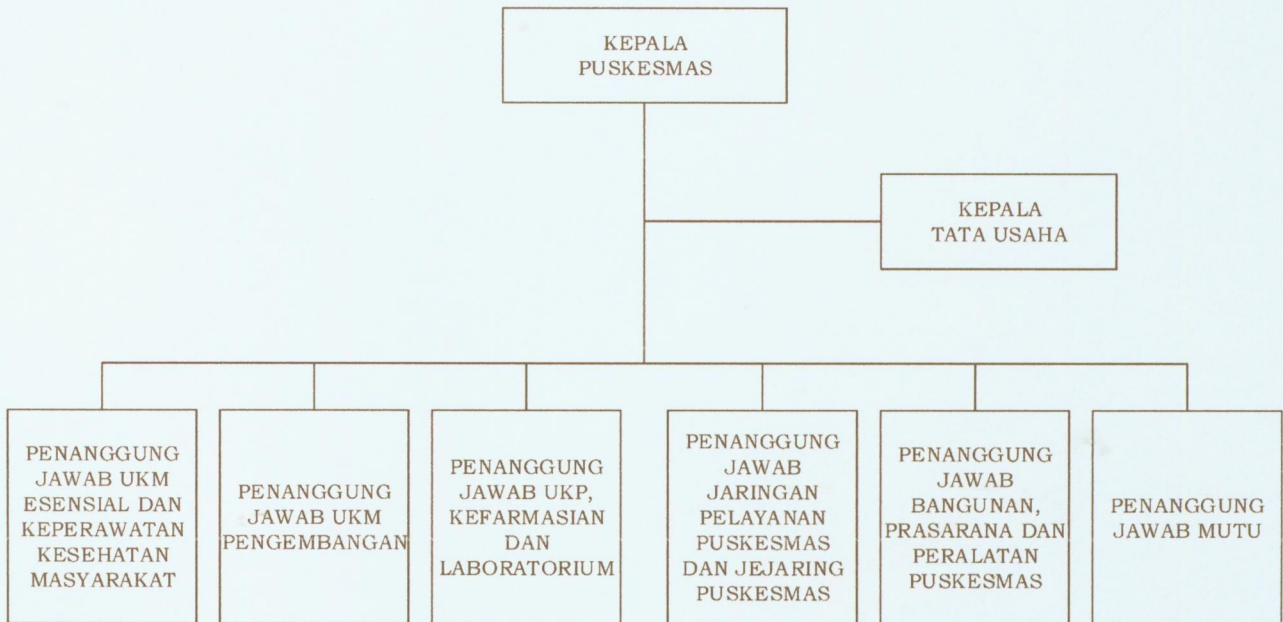 KEPALA
PUSKESMAS
KEPALA
TATA USAHA
PENANGGUNG
JAWAB UKM
ESENSIAL DAN
KEPERAWATAN
KESEHATAN
MASYARAKAT
PENANGGUNG
JAWAB UKM
PENGEMBANGAN
PENANGGUNG
JAWAB UKP,
KEFARMASIAN
DAN
LABORATORIUM
PENANGGUNG
JAWAB
JARINGAN
PELAYANAN
PUSKESMAS
DAN JEJARING
PUSKESMAS
PENANGGUNG
JAWAB
BANGUNAN,
PRASARANA DAN
PERALATAN
PUSKESMAS
PENANGGUNG
JAWAB MUTU